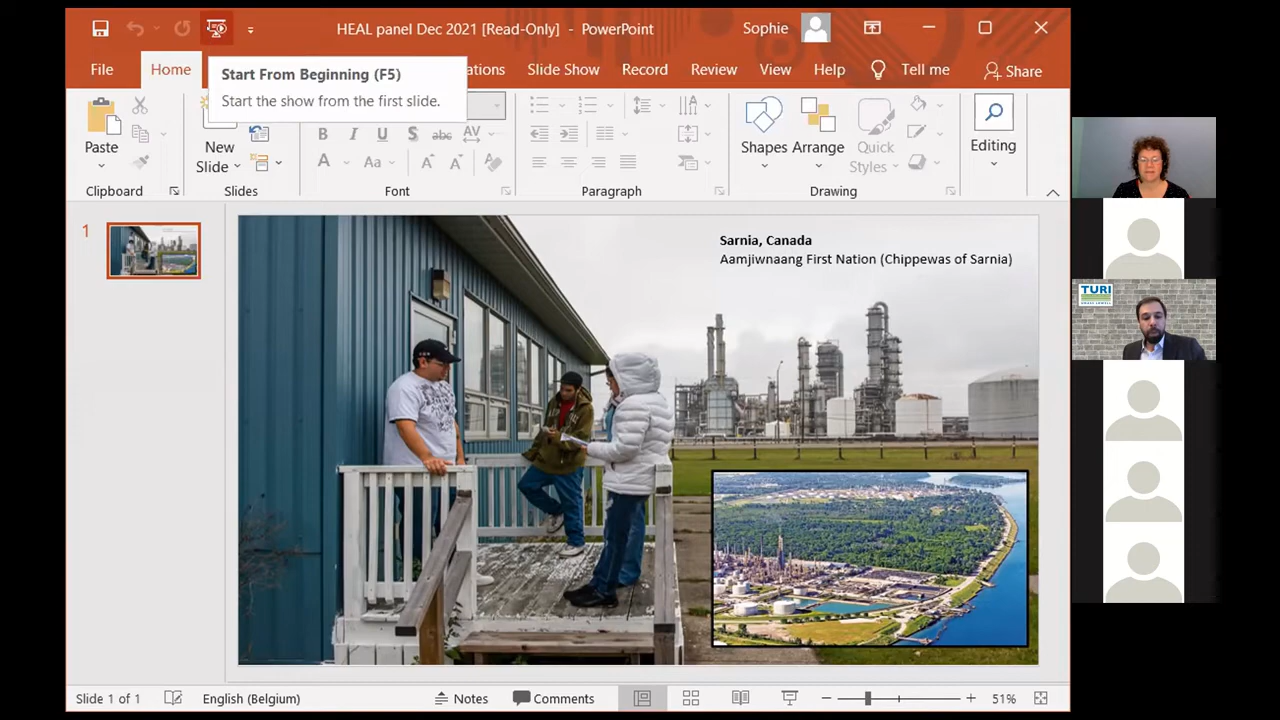 HEAL panel Dec 2021 [Read-Only] - PowerPoint
Sophie
File
Home
Start From Beginning (F5)
Start the show from the first slide.
ations
Slide Show
Record
Review
View
Help
Tell me
Share
Paste
New
Slide
B I U S abc AV
A Aa A A
Shapes
Arrange
Quick
Styles
Editing
Clipboard
Slides
Font
Paragraph
Drawing
1
Sarnia, Canada
Aamjiwnaang First Nation (Chippewas of Sarnia)
TURI
Slide 1 of 1
English (Belgium)
Notes
Comments
51%